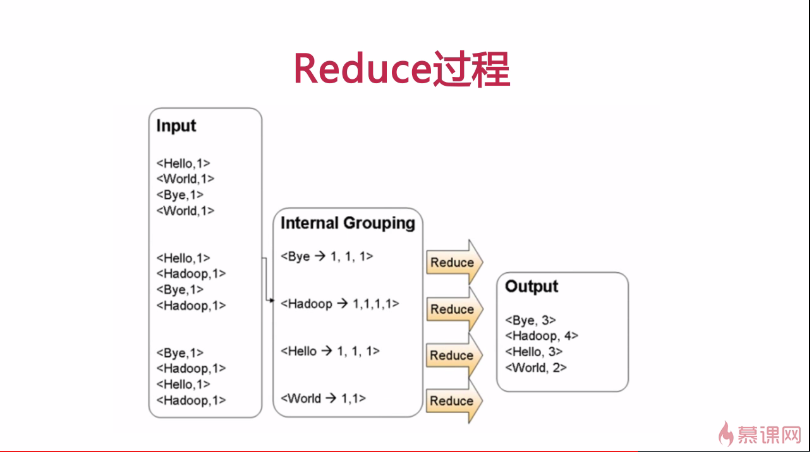 Reduce过程
Input
<Hello,1>
<World,1>
<Bye,1>
<World,1>
<Hello,1>
<Hadoop,1>
<Bye,1>
<Hadoop,1>
<Bye,1>
<Hadoop,1>
<Hello,1>
<Hadoop,1>
Internal Grouping
<Bye → 1, 1, 1>
<Hadoop → 1,1,1,1>
<Hello → 1, 1, 1>
<World → 1,1>
Reduce
Reduce
Reduce
Reduce
Output
<Bye, 3>
<Hadoop, 4>
<Hello, 3>
<World, 2>
慕课网